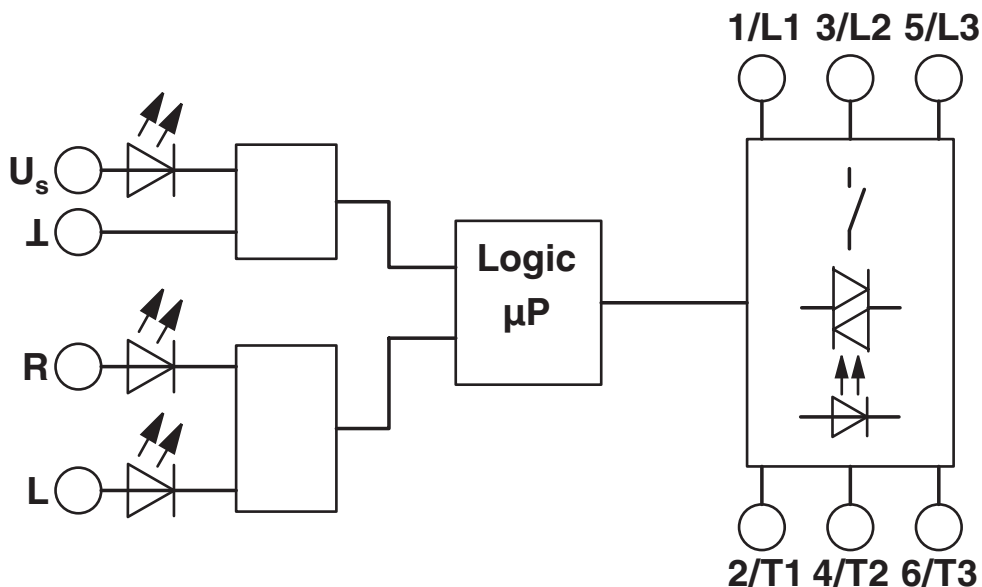 1/L1 3/L2 5/L3
Us
⊥
R
L
Logic
µP
2/T1 4/T2 6/T3